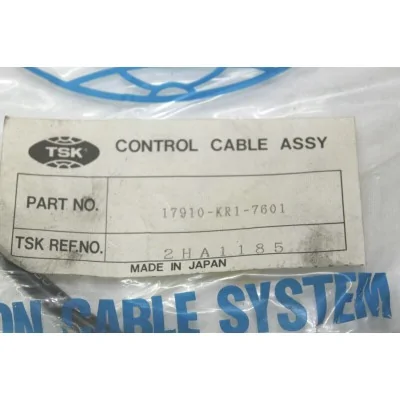 TSK
CONTROL CABLE ASSY
PART NO. 17910-KR1-7601
TSK REF.NO. 2HA1185
MADE IN JAPAN
ON CABLE SYSTEM